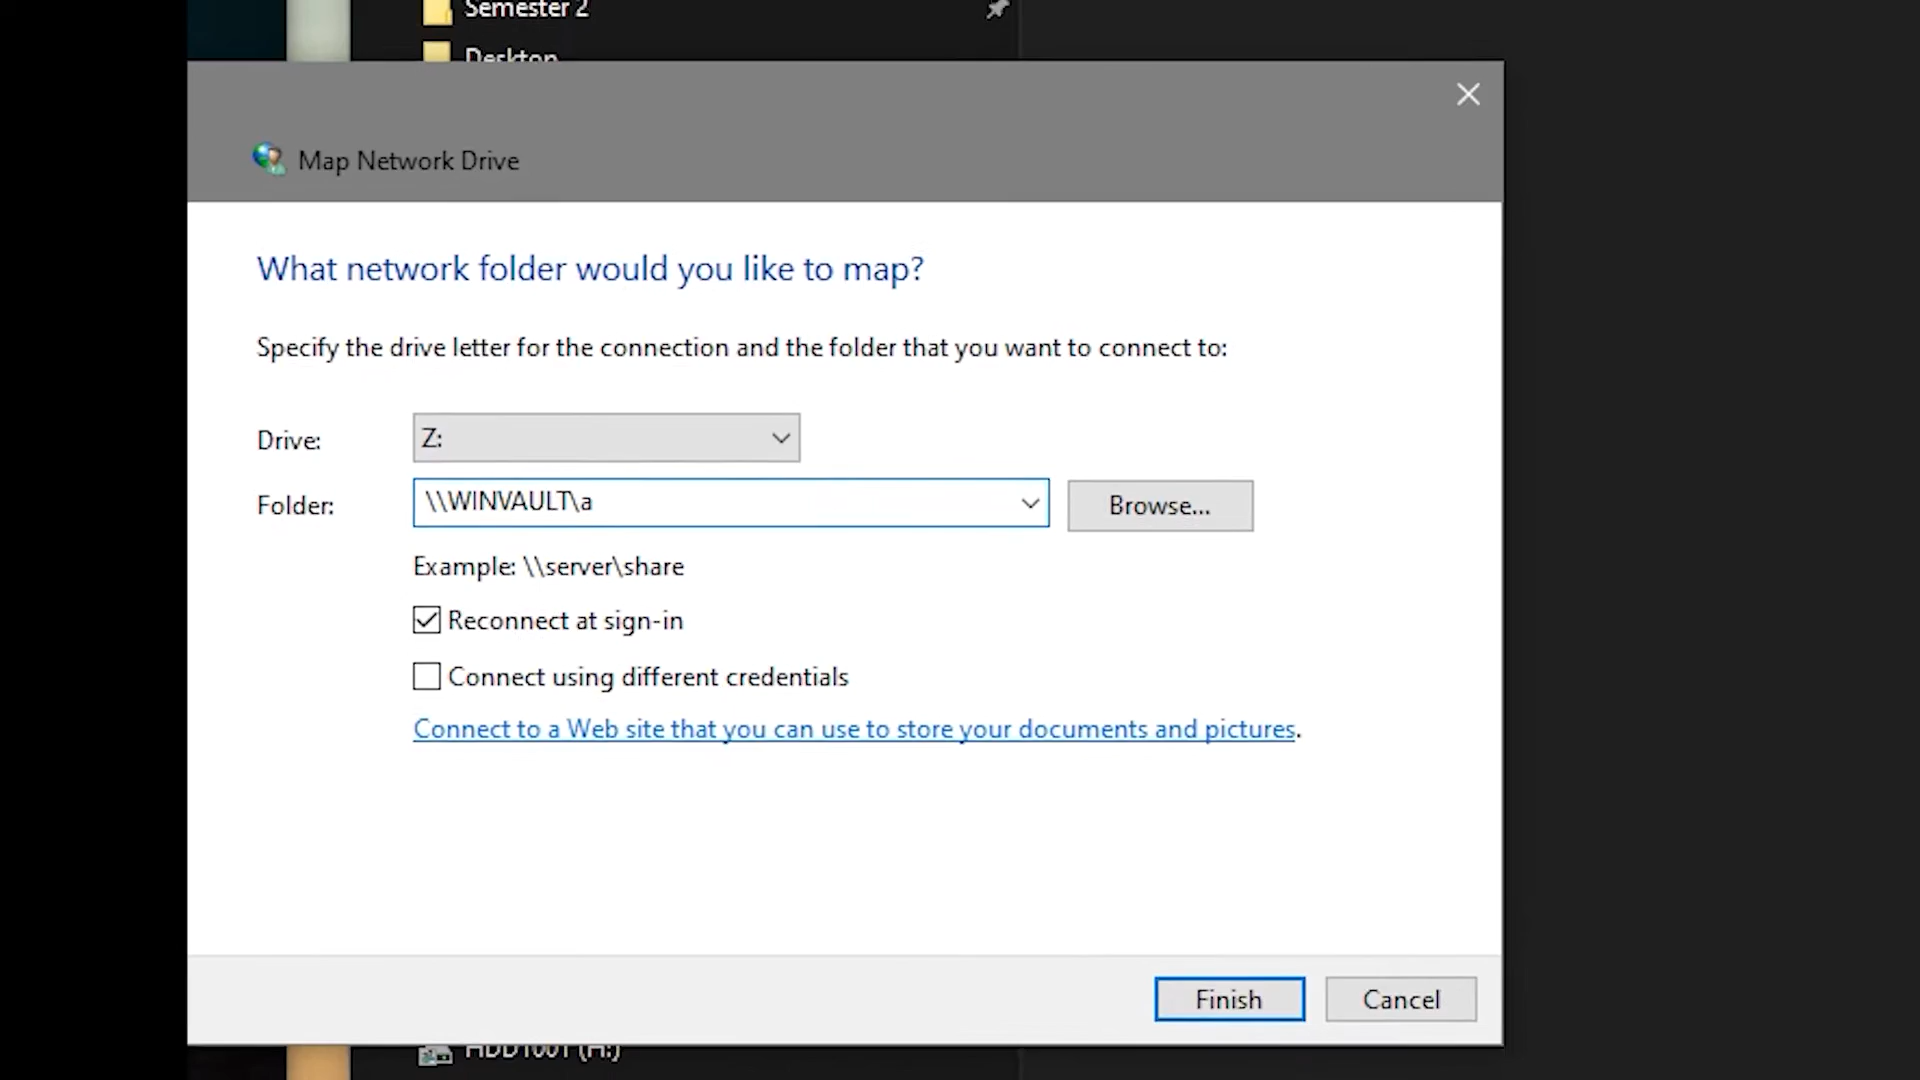 Semester 2
Desktop
Map Network Drive
What network folder would you like to map?
Specify the drive letter for the connection and the folder that you want to connect to:
Drive: Z:
Folder: \\WINVAULT\a Browse...
Example: \\server\share
Reconnect at sign-in
Connect using different credentials
Connect to a Web site that you can use to store your documents and pictures.
Finish Cancel